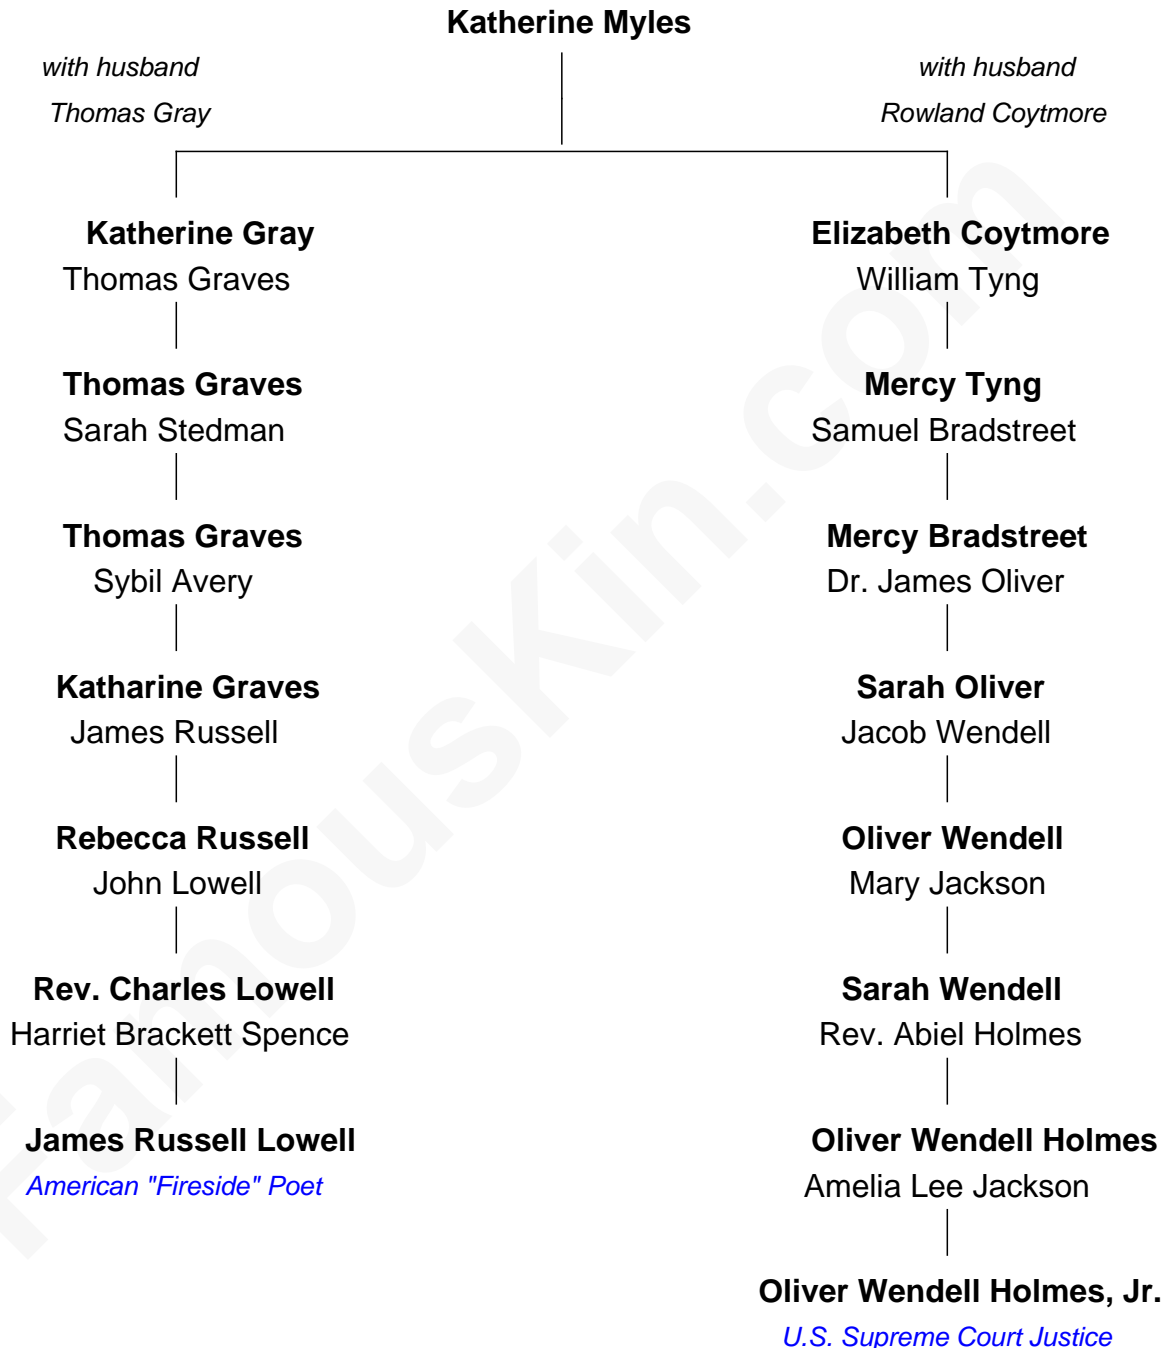 Katherine Myles
with husband
Thomas Gray
with husband
Rowland Coytmore
Katherine Gray
Thomas Graves
Elizabeth Coytmore
William Tyng
Thomas Graves
Sarah Stedman
Mercy Tyng
Samuel Bradstreet
Thomas Graves
Sybil Avery
Mercy Bradstreet
Dr. James Oliver
Katharine Graves
James Russell
Sarah Oliver
Jacob Wendell
Rebecca Russell
John Lowell
Oliver Wendell
Mary Jackson
Rev. Charles Lowell
Harriet Brackett Spence
Sarah Wendell
Rev. Abiel Holmes
James Russell Lowell
American "Fireside" Poet
Oliver Wendell Holmes
Amelia Lee Jackson
Oliver Wendell Holmes, Jr.
U.S. Supreme Court Justice
FamousKin.com